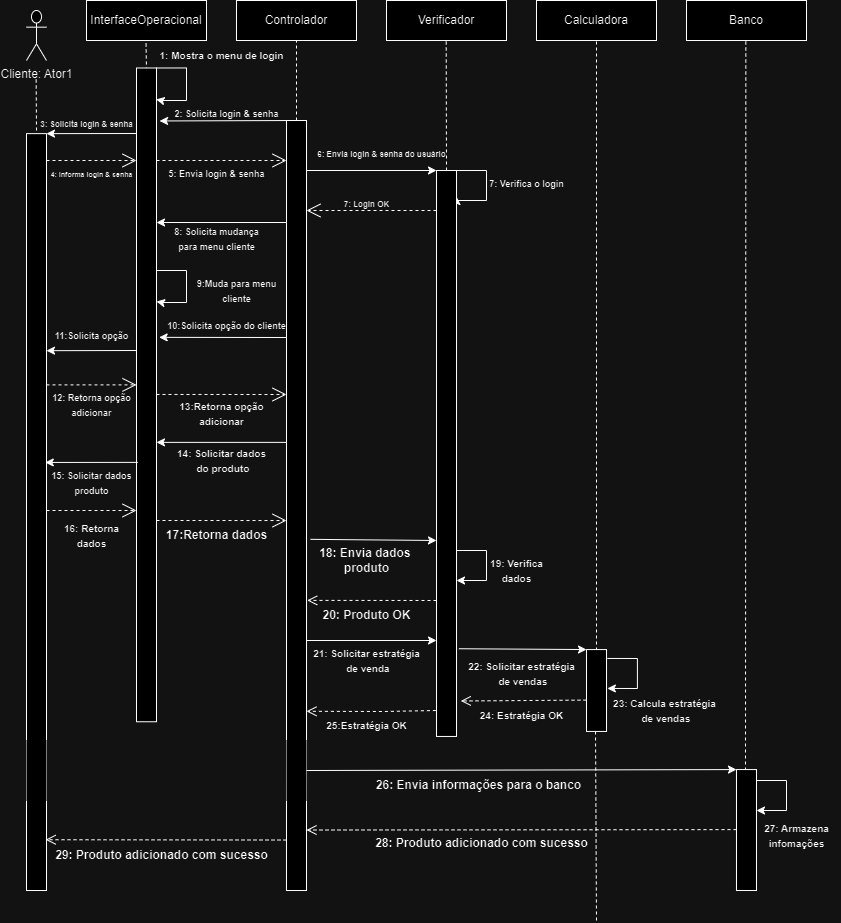 InterfaceOperacional
Controlador
Verificador
Calculadora
Banco
Cliente: Ator1
1: Mostra o menu de login
2: Solicita login & senha
3: Solicita login & senha
4: Informa login & senha
5: Envia login & senha
6: Envia login & senha do usuário
7: Verifica o login
7: Login OK
8: Solicita mudança
para menu cliente
9:Muda para menu
cliente
10:Solicita opção do cliente
11:Solicita opção
12: Retorna opção
adicionar
13:Retorna opção
adicionar
14: Solicitar dados
do produto
15: Solicitar dados
produto
16: Retorna
dados
17:Retorna dados
18: Envia dados
produto
19: Verifica
dados
20: Produto OK
21: Solicitar estratégia
de venda
22: Solicitar estratégia
de vendas
23: Calcula estratégia
de vendas
24: Estratégia OK
25:Estratégia OK
26: Envia informações para o banco
27: Armazena
infomações
28: Produto adicionado com sucesso
29: Produto adicionado com sucesso